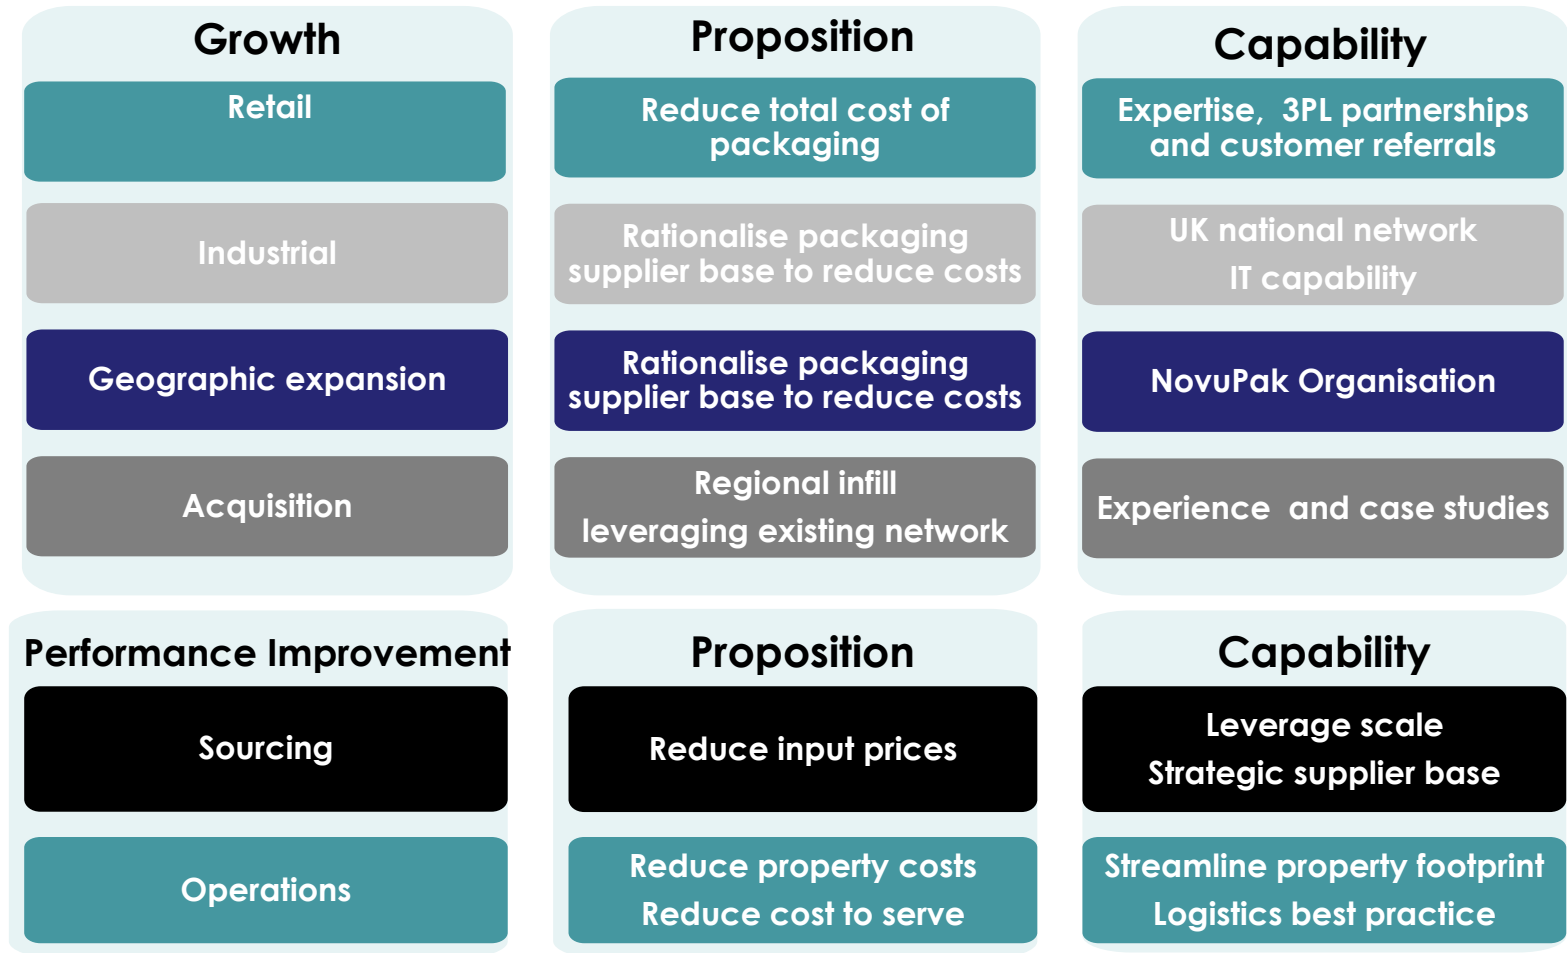 Growth
Proposition
Capability
Retail
Reduce total cost of
packaging
Expertise, 3PL partnerships
and customer referrals
Industrial
Rationalise packaging
supplier base to reduce costs
UK national network
IT capability
Geographic expansion
Rationalise packaging
supplier base to reduce costs
NovuPak Organisation
Acquisition
Regional infill
leveraging existing network
Experience and case studies
Performance Improvement
Proposition
Capability
Sourcing
Reduce input prices
Leverage scale
Strategic supplier base
Operations
Reduce property costs
Reduce cost to serve
Streamline property footprint
Logistics best practice